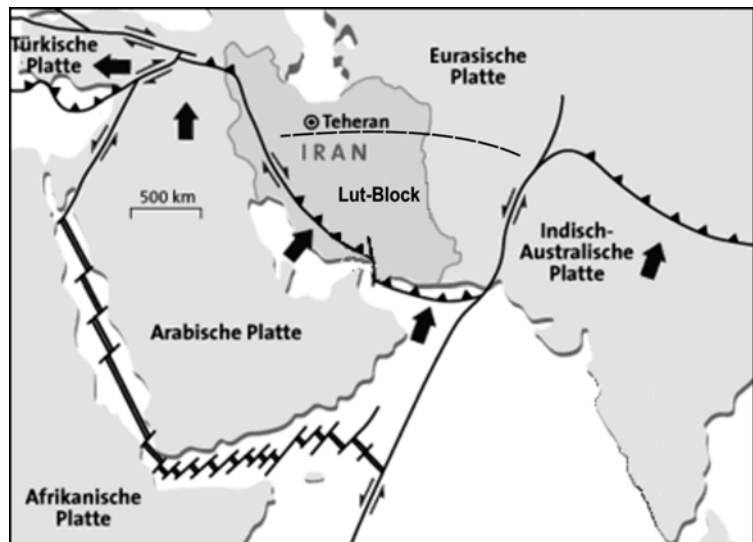 Türkische
Platte
Eurasische
Platte
Teheran
IRAN
500 km
Lut-Block
Indisch-
Australische
Platte
Arabische Platte
Afrikanische
Platte